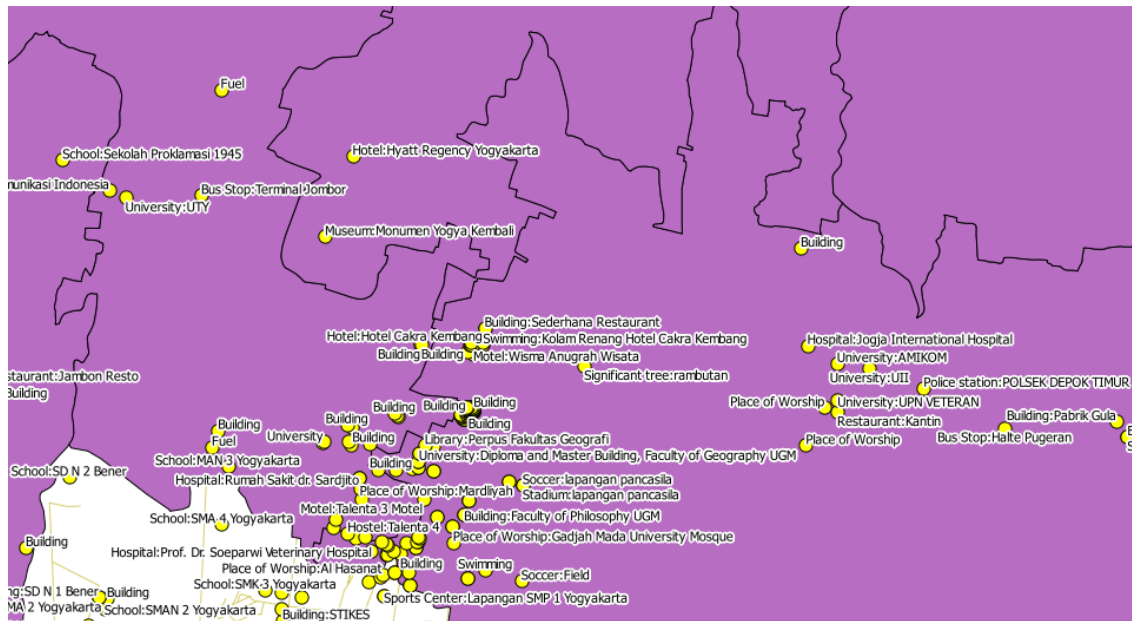 Fuel
School:Sekolah Proklamasi 1945
Hotel:Hyatt Regency Yogyakarta
munikasi Indonesia
Bus Stop:Terminal Jombor
University:UTY
Museum:Monumen Yogya Kembali
Building
Building:Sederhana Restaurant
Hotel:Hotel Cakra Kembang
Swimming:Kolam Renang Hotel Cakra Kembang
Hospital:Jogja International Hospital
Building
Building
Motel:Wisma Anugrah Wisata
University:AMIKOM
staurant:Jambon Resto
Significant tree:rambutan
University:UII
Police station:POLSEK DEPOK TIMUR
Building
Building
Building
Building
Place of Worship
University:UPN VETERAN
Building
Building
Building
Restaurant:Kantin
Building:Pabrik Gula
University
Building
Fuel
Library:Perpus Fakultas Geografi
Place of Worship
Bus Stop:Halte Pugeran
B
S
School:MAN 3 Yogyakarta
University:Diploma and Master Building, Faculty of Geography UGM
School:SD N 2 Bener
Building
Hospital:Rumah Sakit dr. Sardjito
Soccer:lapangan pancasila
Place of Worship:Mardliyah
Stadium:lapangan pancasila
Motel:Talenta 3 Motel
School:SMA 4 Yogyakarta
Building:Faculty of Philosophy UGM
Hostel:Talenta 4
Place of Worship:Gadjah Mada University Mosque
Building
Hospital:Prof. Dr. Soeparwi Veterinary Hospital
Place of Worship:Al Hasanat
Building
Swimming
School:SMK 3 Yogyakarta
Soccer:Field
ng:SD N 1 Bener
Building
Sports Center:Lapangan SMP 1 Yogyakarta
MA 2 Yogyakarta
School:SMAN 2 Yogyakarta
Building:STIKES